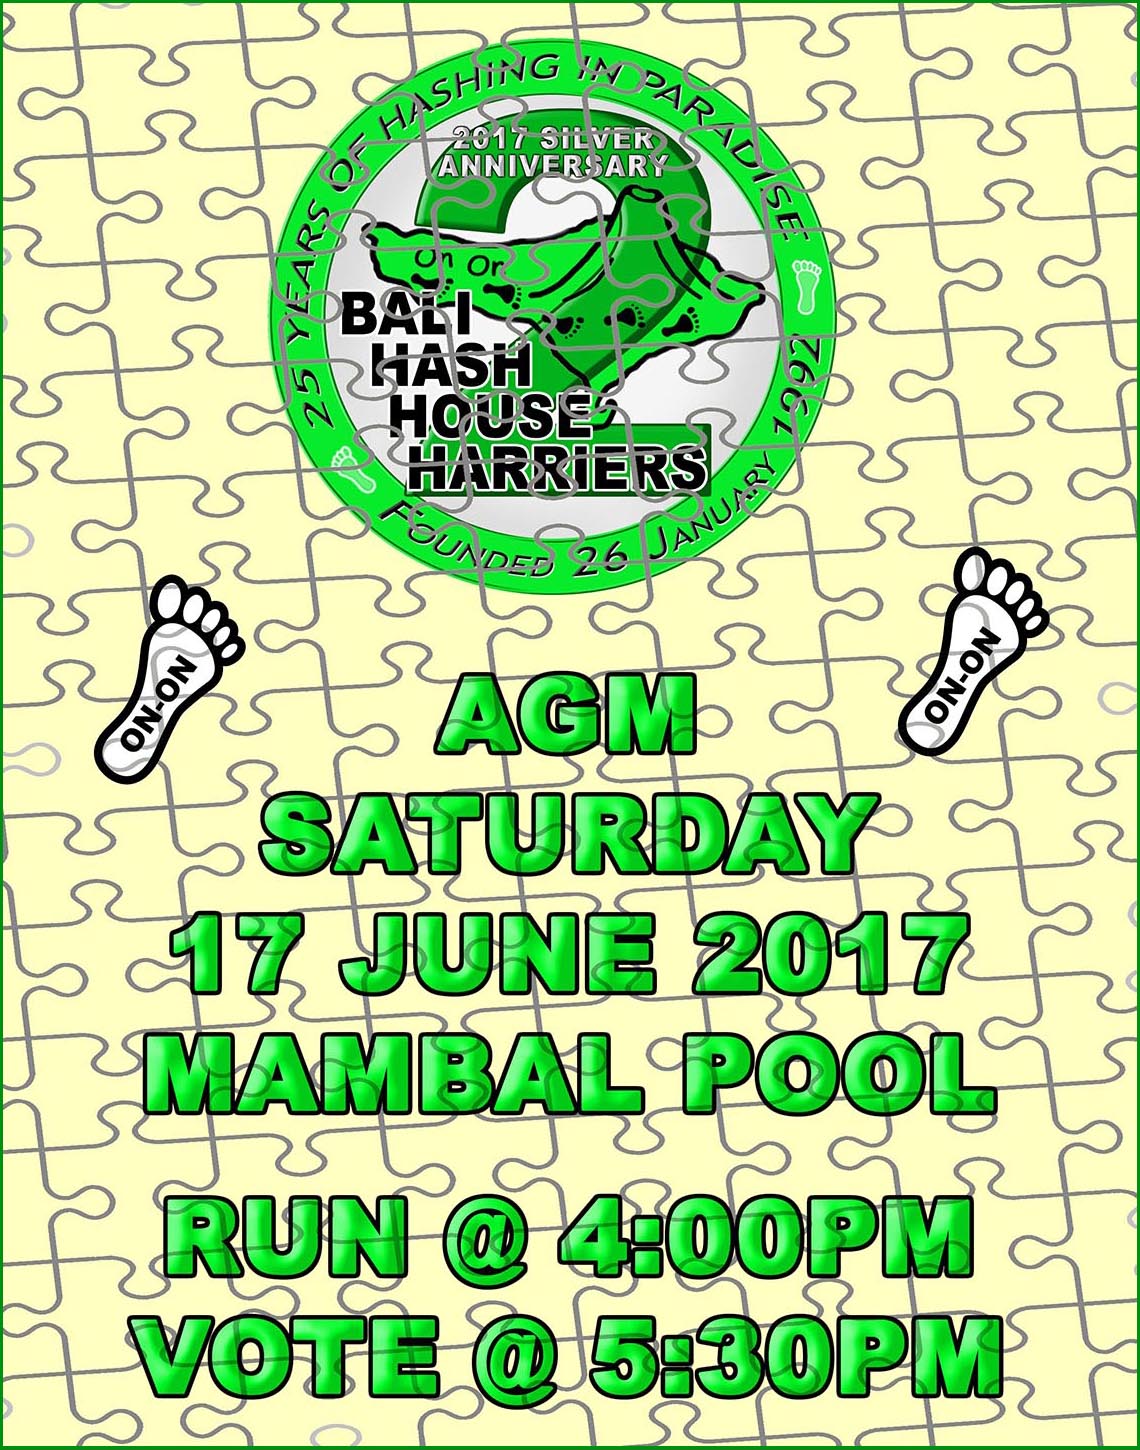 25 YEARS OF HASHING IN PARADISE
2017 SILVER
ANNIVERSARY
On On
BALI
HASH
HOUSE
HARRIERS
FOUNDED 26 JANUARY 1992
ON-ON
ON-ON
AGM
SATURDAY
17 JUNE 2017
MAMBAL POOL
RUN @ 4:00PM
VOTE @ 5:30PM